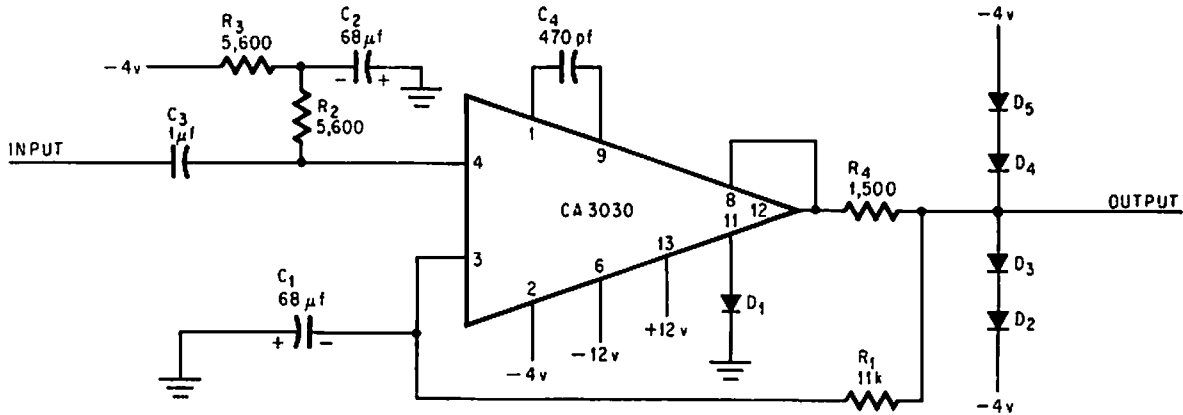 R3
5,600
C2
68 µf
C4
470 pf
-4v
-4v
- +
R2
5,600
D5
C3
1µf
1
9
INPUT
4
D4
8
R4
1,500
CA 3030
12
11
OUTPUT
3
13
6
2
D3
C1
68 µf
D1
D2
+ -
+12v
-12v
-4v
R1
11k
-4v